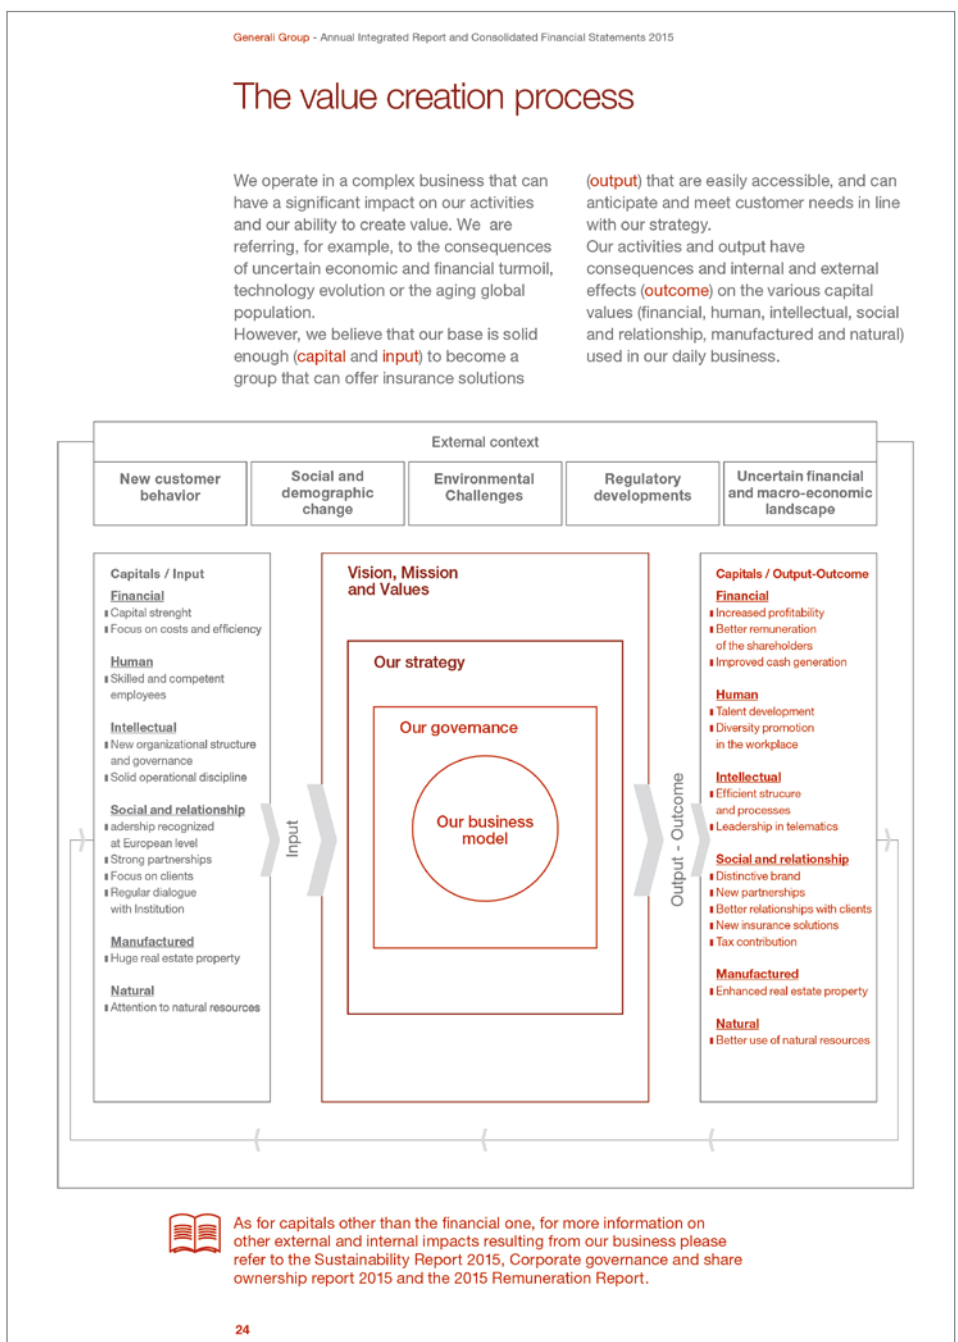 Generali Group - Annual Integrated Report and Consolidated Financial Statements 2015
The value creation process
We operate in a complex business that can
have a significant impact on our activities
and our ability to create value. We are
referring, for example, to the consequences
of uncertain economic and financial turmoil,
technology evolution or the aging global
population.
However, we believe that our base is solid
enough (capital and input) to become a
group that can offer insurance solutions
(output) that are easily accessible, and can
anticipate and meet customer needs in line
with our strategy.
Our activities and output have
consequences and internal and external
effects (outcome) on the various capital
values (financial, human, intellectual, social
and relationship, manufactured and natural)
used in our daily business.
External context
New customer
behavior
Social and
demographic
change
Environmental
Challenges
Regulatory
developments
Uncertain financial
and macro-economic
landscape
Capitals / Input
Financial
Capital strenght
Focus on costs and efficiency
Human
Skilled and competent
employees
Intellectual
New organizational structure
and governance
Solid operational discipline
Social and relationship
adership recognized
at European level
Strong partnerships
Focus on clients
Regular dialogue
with Institution
Manufactured
Huge real estate property
Natural
Attention to natural resources
Input
Vision, Mission
and Values
Our strategy
Our governance
Our business
model
Output - Outcome
Capitals / Output-Outcome
Financial
Increased profitability
Better remuneration
of the shareholders
Improved cash generation
Human
Talent development
Diversity promotion
in the workplace
Intellectual
Efficient strucure
and processes
Leadership in telematics
Social and relationship
Distinctive brand
New partnerships
Better relationships with clients
New insurance solutions
Tax contribution
Manufactured
Enhanced real estate property
Natural
Better use of natural resources
As for capitals other than the financial one, for more information on
other external and internal impacts resulting from our business please
refer to the Sustainability Report 2015, Corporate governance and share
ownership report 2015 and the 2015 Remuneration Report.
24